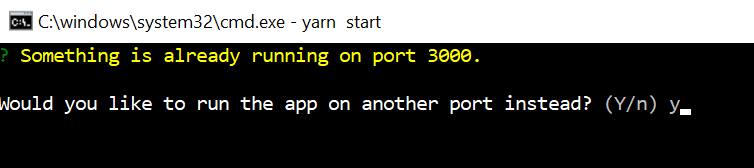 C:\windows\system32\cmd.exe - yarn  start
? Something is already running on port 3000.
Would you like to run the app on another port instead? (Y/n) y